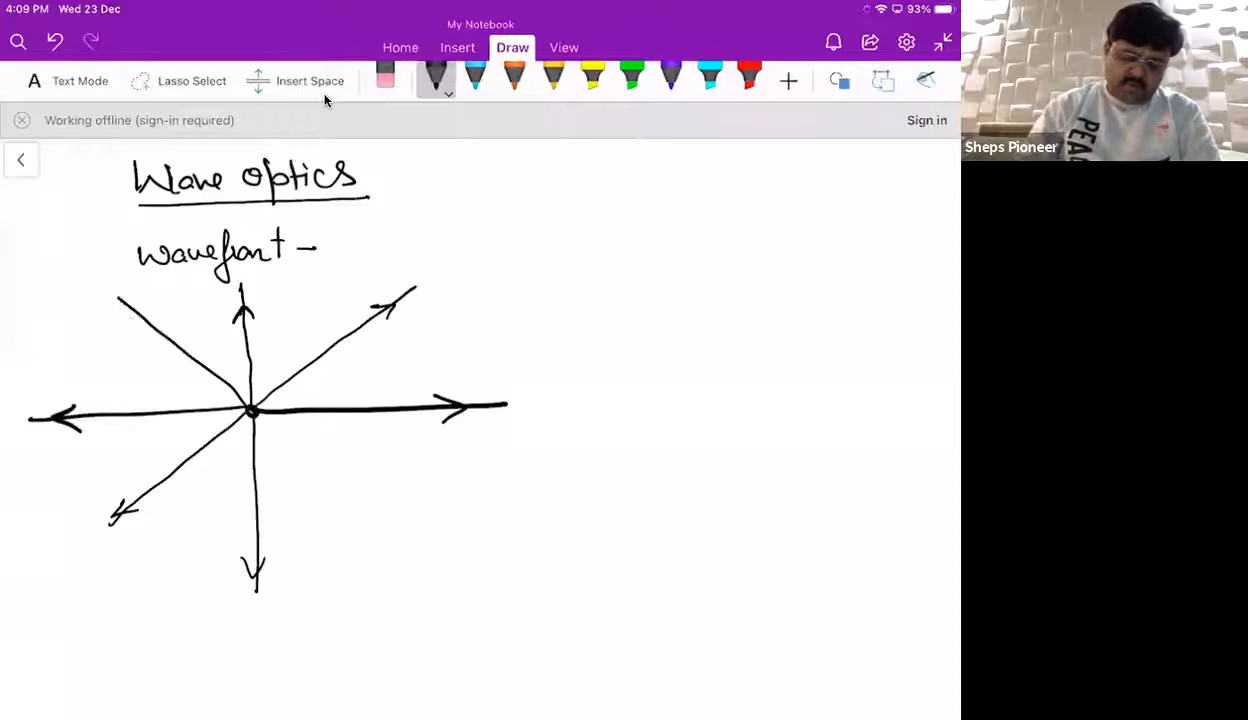 4:09 PM Wed 23 Dec
93%
My Notebook
Home Insert Draw View
A Text Mode Lasso Select Insert Space
Working offline (sign-in required)
Sign in
Sheps Pioneer
PEAC
Wave optics
wavefront -